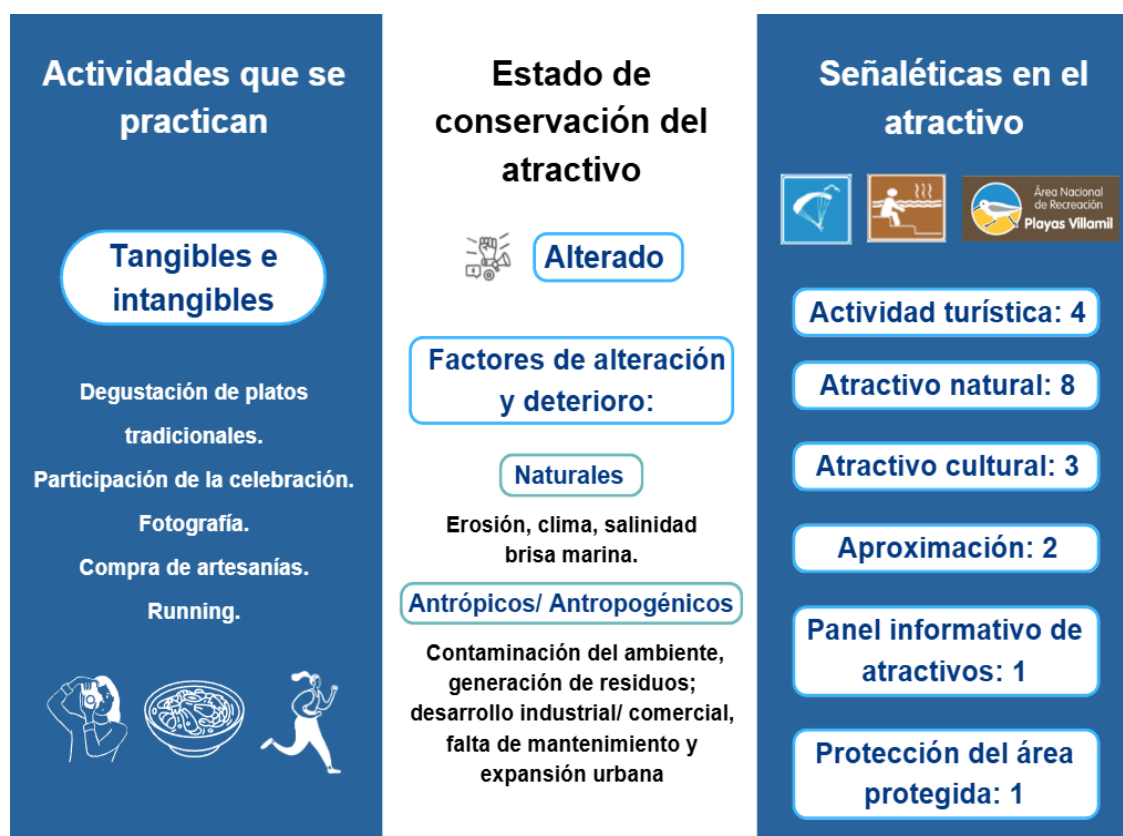 Actividades que se
practican
Tangibles e
intangibles
Degustación de platos
tradicionales.
Participación de la celebración.
Fotografía.
Compra de artesanías.
Running.
Estado de
conservación del
atractivo
Alterado
Factores de alteración
y deterioro:
Naturales
Erosión, clima, salinidad
brisa marina.
Antrópicos/ Antropogénicos
Contaminación del ambiente,
generación de residuos;
desarrollo industrial/ comercial,
falta de mantenimiento y
expansión urbana
Señaléticas en el
atractivo
Área Nacional
de Recreación
Playas Villamil
Actividad turística: 4
Atractivo natural: 8
Atractivo cultural: 3
Aproximación: 2
Panel informativo de
atractivos: 1
Protección del área
protegida: 1